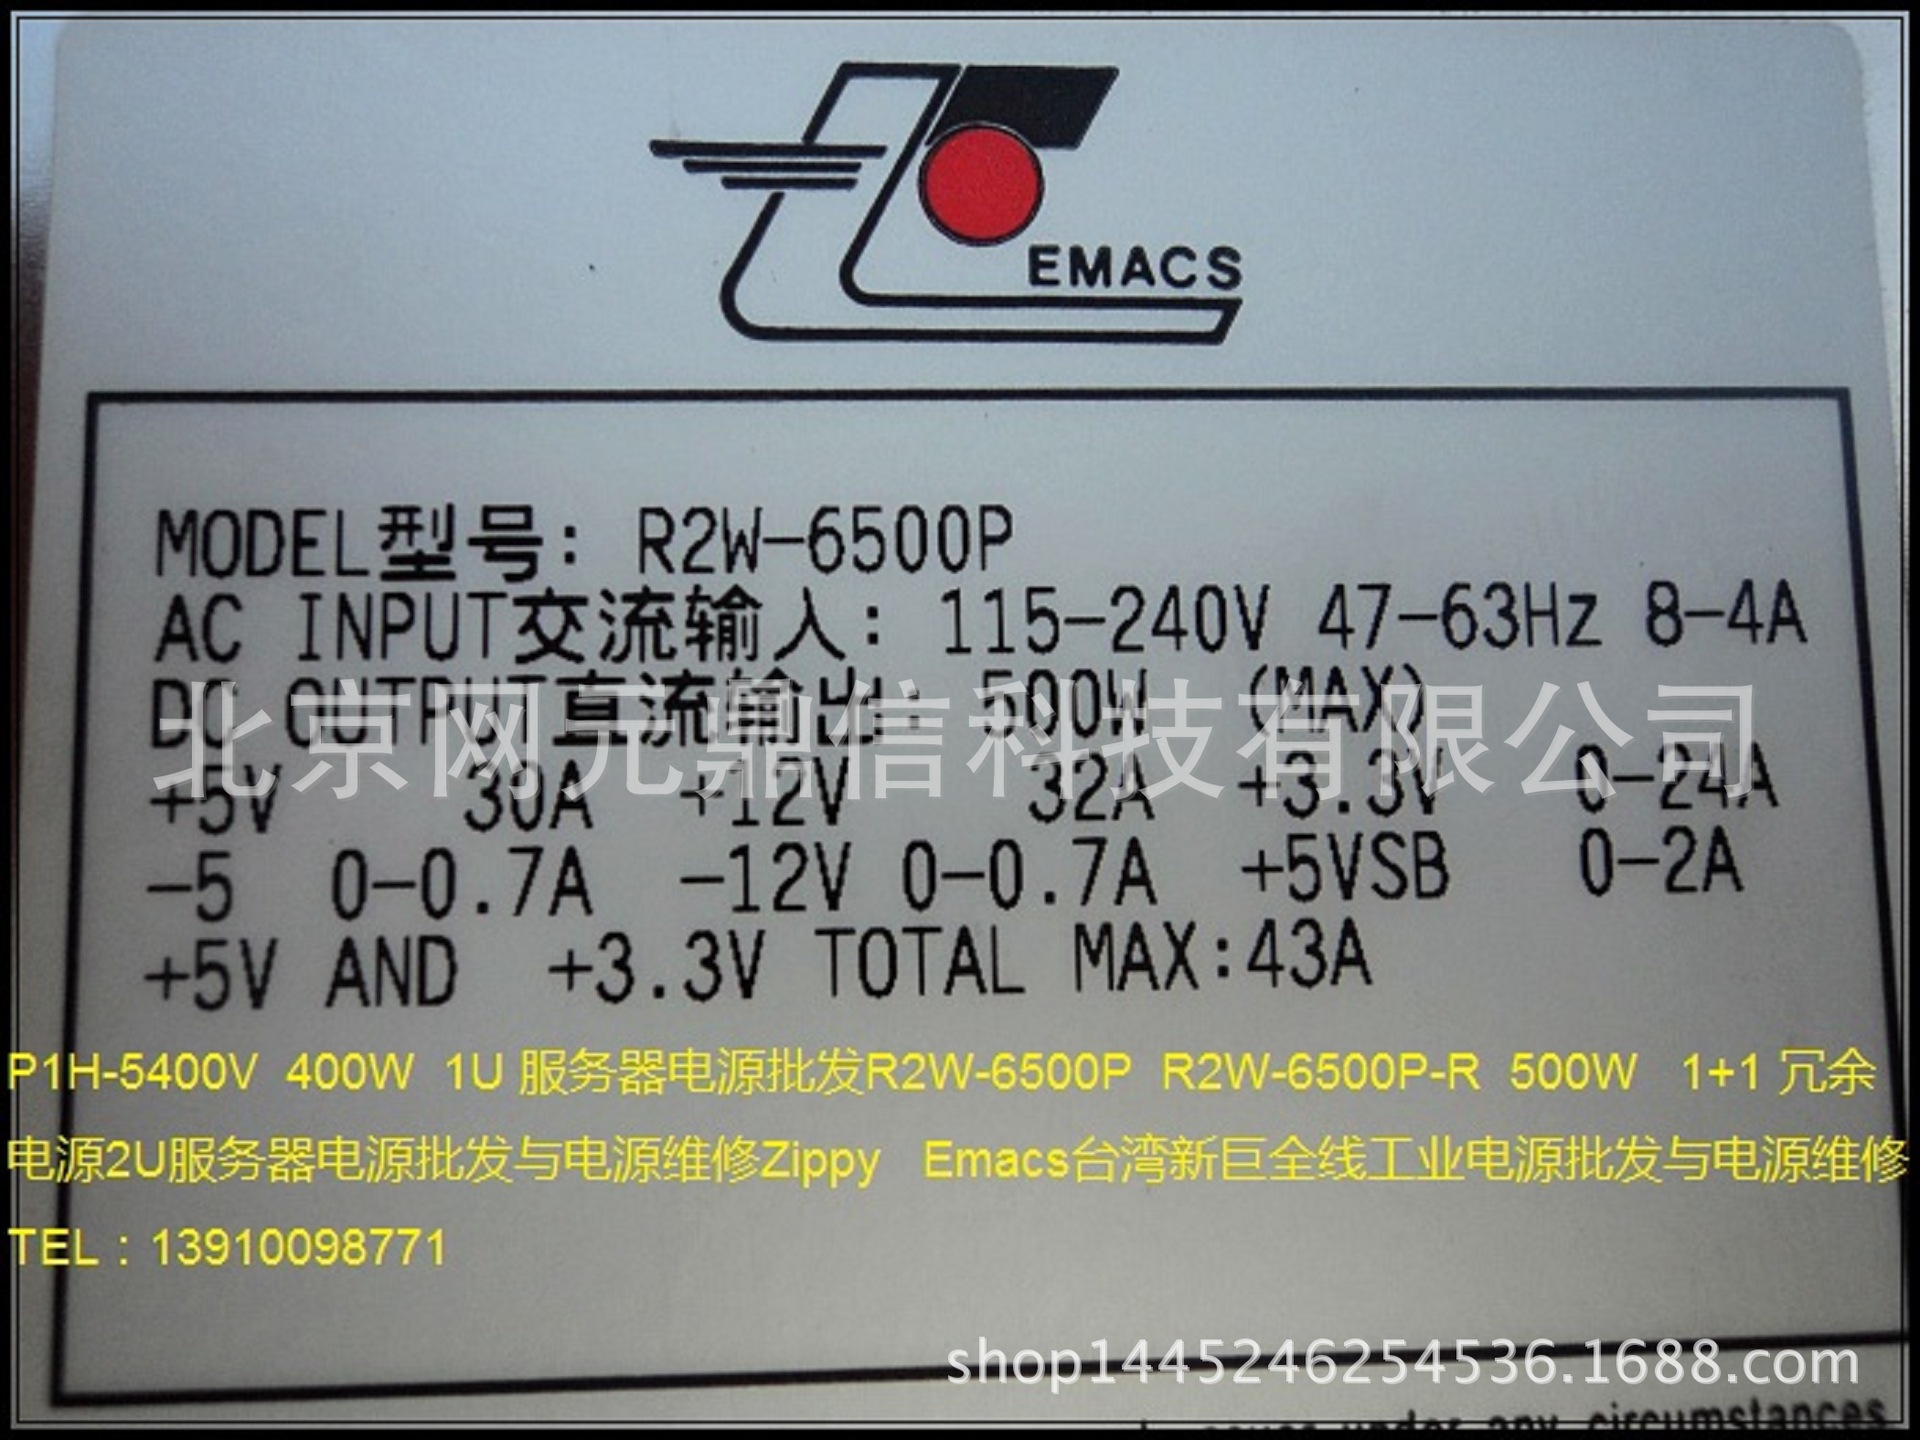 EMACS
MODEL型号: R2W-6500P
AC INPUT交流输入: 115-240V 47-63Hz 8-4A
DC OUTPUT直流输出: 500W (MAX)
北京网元鼎信科技有限公司
+5V 30A +12V 32A +3.3V 0-24A
-5 0-0.7A -12V 0-0.7A +5VSB 0-2A
+5V AND +3.3V TOTAL MAX:43A
P1H-5400V 400W 1U 服务器电源批发R2W-6500P R2W-6500P-R 500W 1+1 冗余
电源2U服务器电源批发与电源维修Zippy Emacs台湾新巨全线工业电源批发与电源维修
TEL：13910098771
shop1445246254536.1688.com
under any circumstances